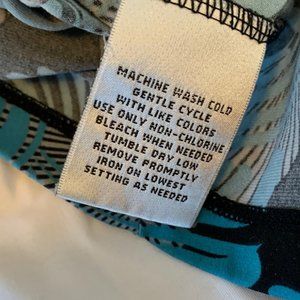 MACHINE WASH COLD
GENTLE CYCLE
WITH LIKE COLORS
USE ONLY NON-CHLORINE
BLEACH WHEN NEEDED
TUMBLE DRY LOW
REMOVE PROMPTLY
IRON ON LOWEST
SETTING AS NEEDED